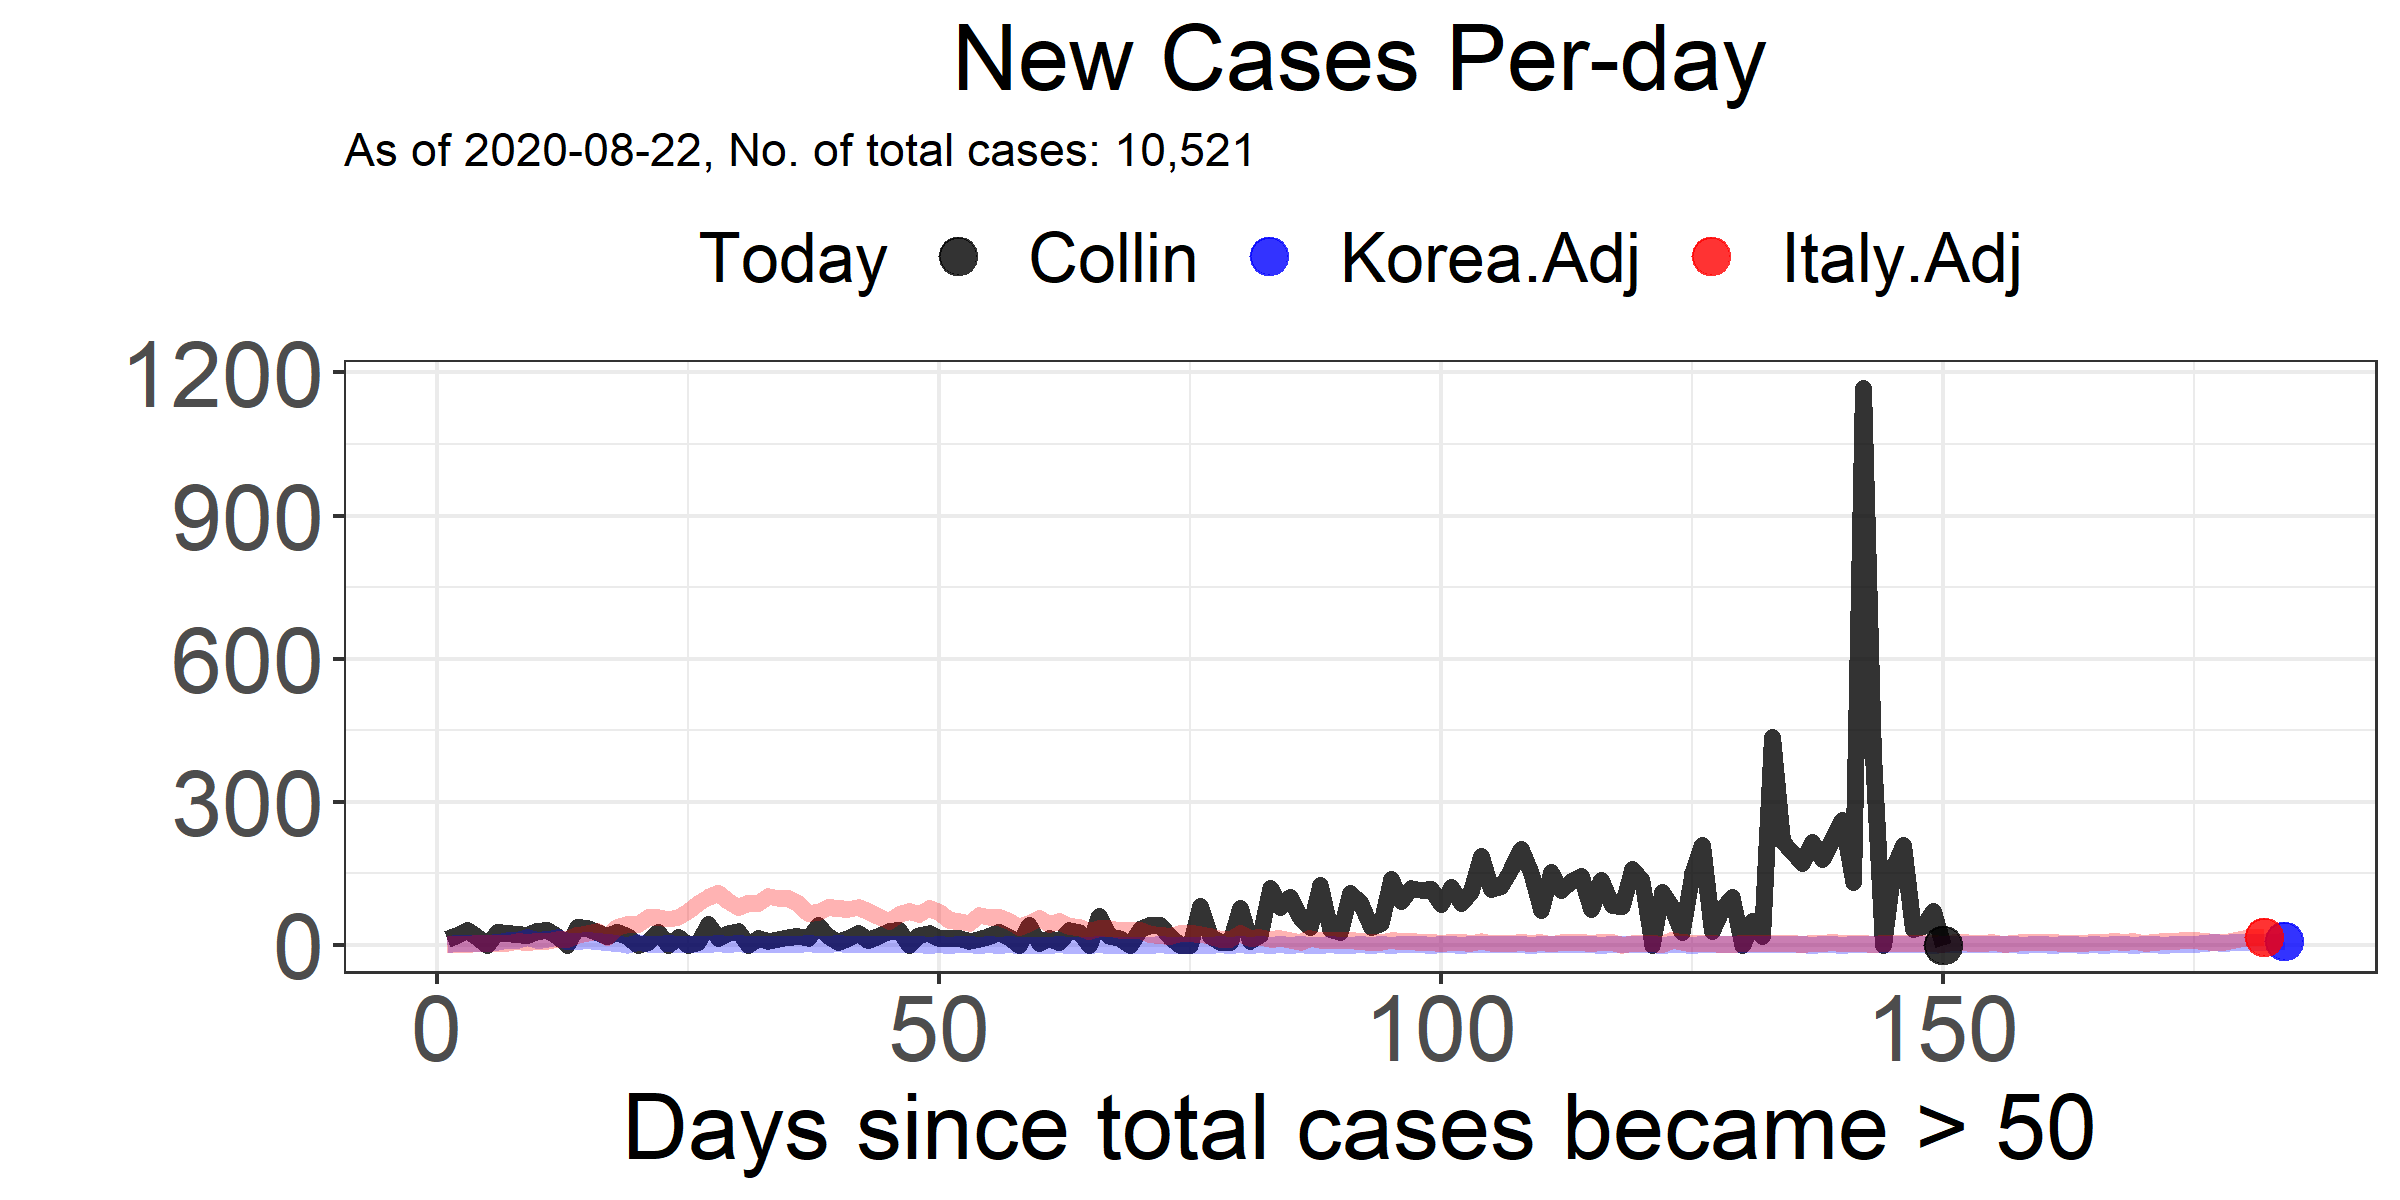 New Cases Per-day
As of 2020-08-22, No. of total cases: 10,521
Today Collin Korea.Adj Italy.Adj
1200
900
600
300
0
0 50 100 150
Days since total cases became > 50